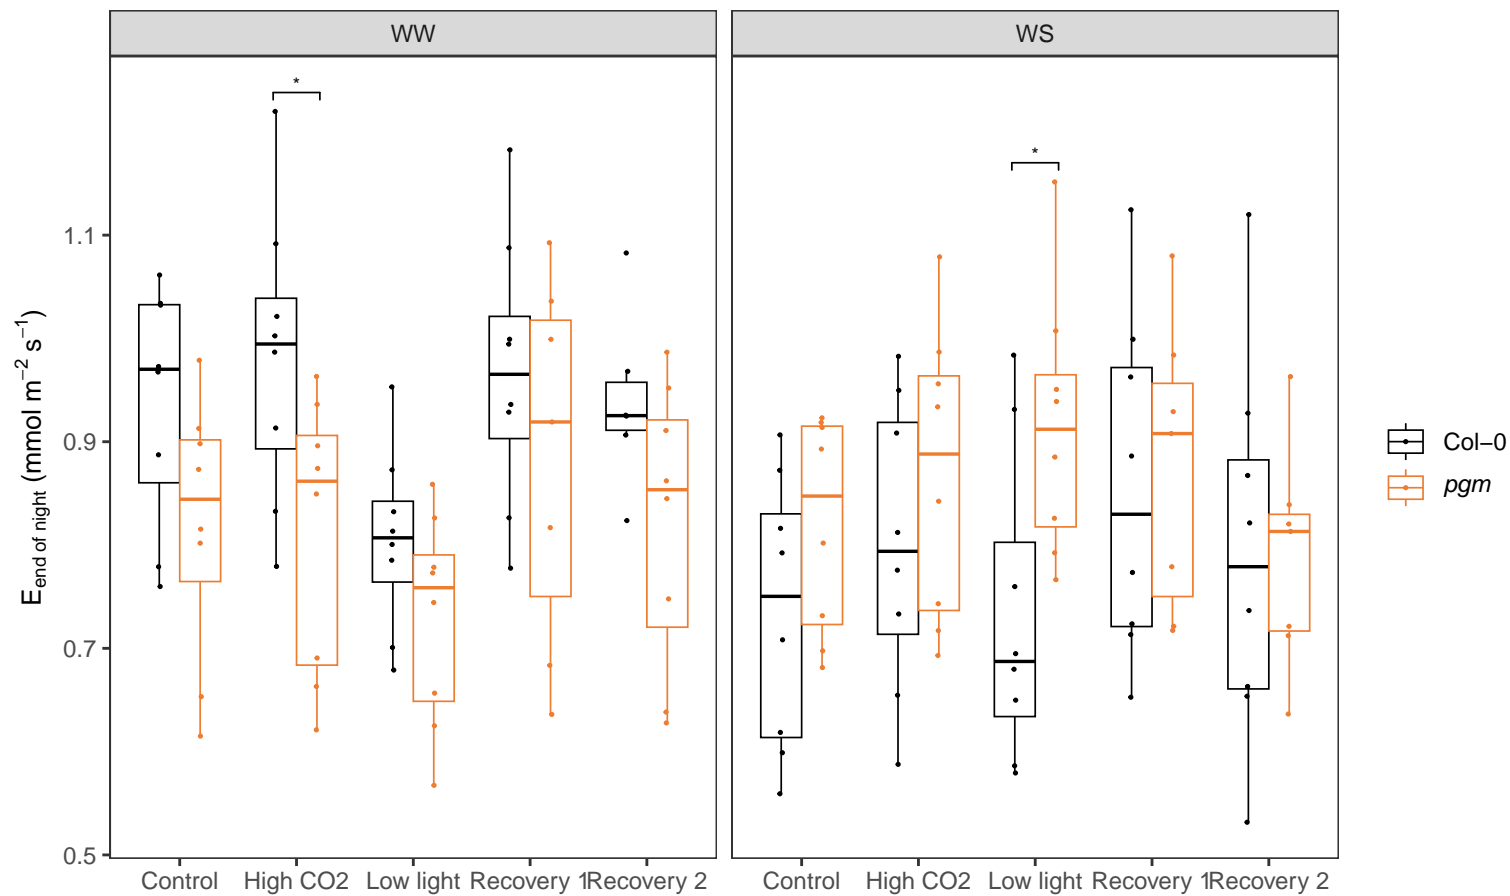 WW
WS
*
*
1.1
0.9
0.7
0.5
E_end of night (mmol m⁻² s⁻¹)
Control High CO2 Low light Recovery 1 Recovery 2
Control High CO2 Low light Recovery 1 Recovery 2
Col−0
pgm